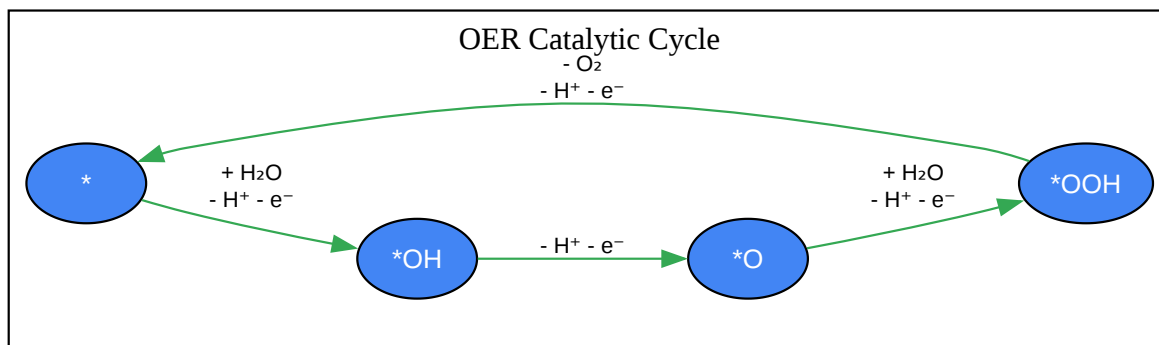 OER Catalytic Cycle
- O₂
- H⁺ - e⁻
*
+ H₂O
- H⁺ - e⁻
*OH
- H⁺ - e⁻
*O
+ H₂O
- H⁺ - e⁻
*OOH